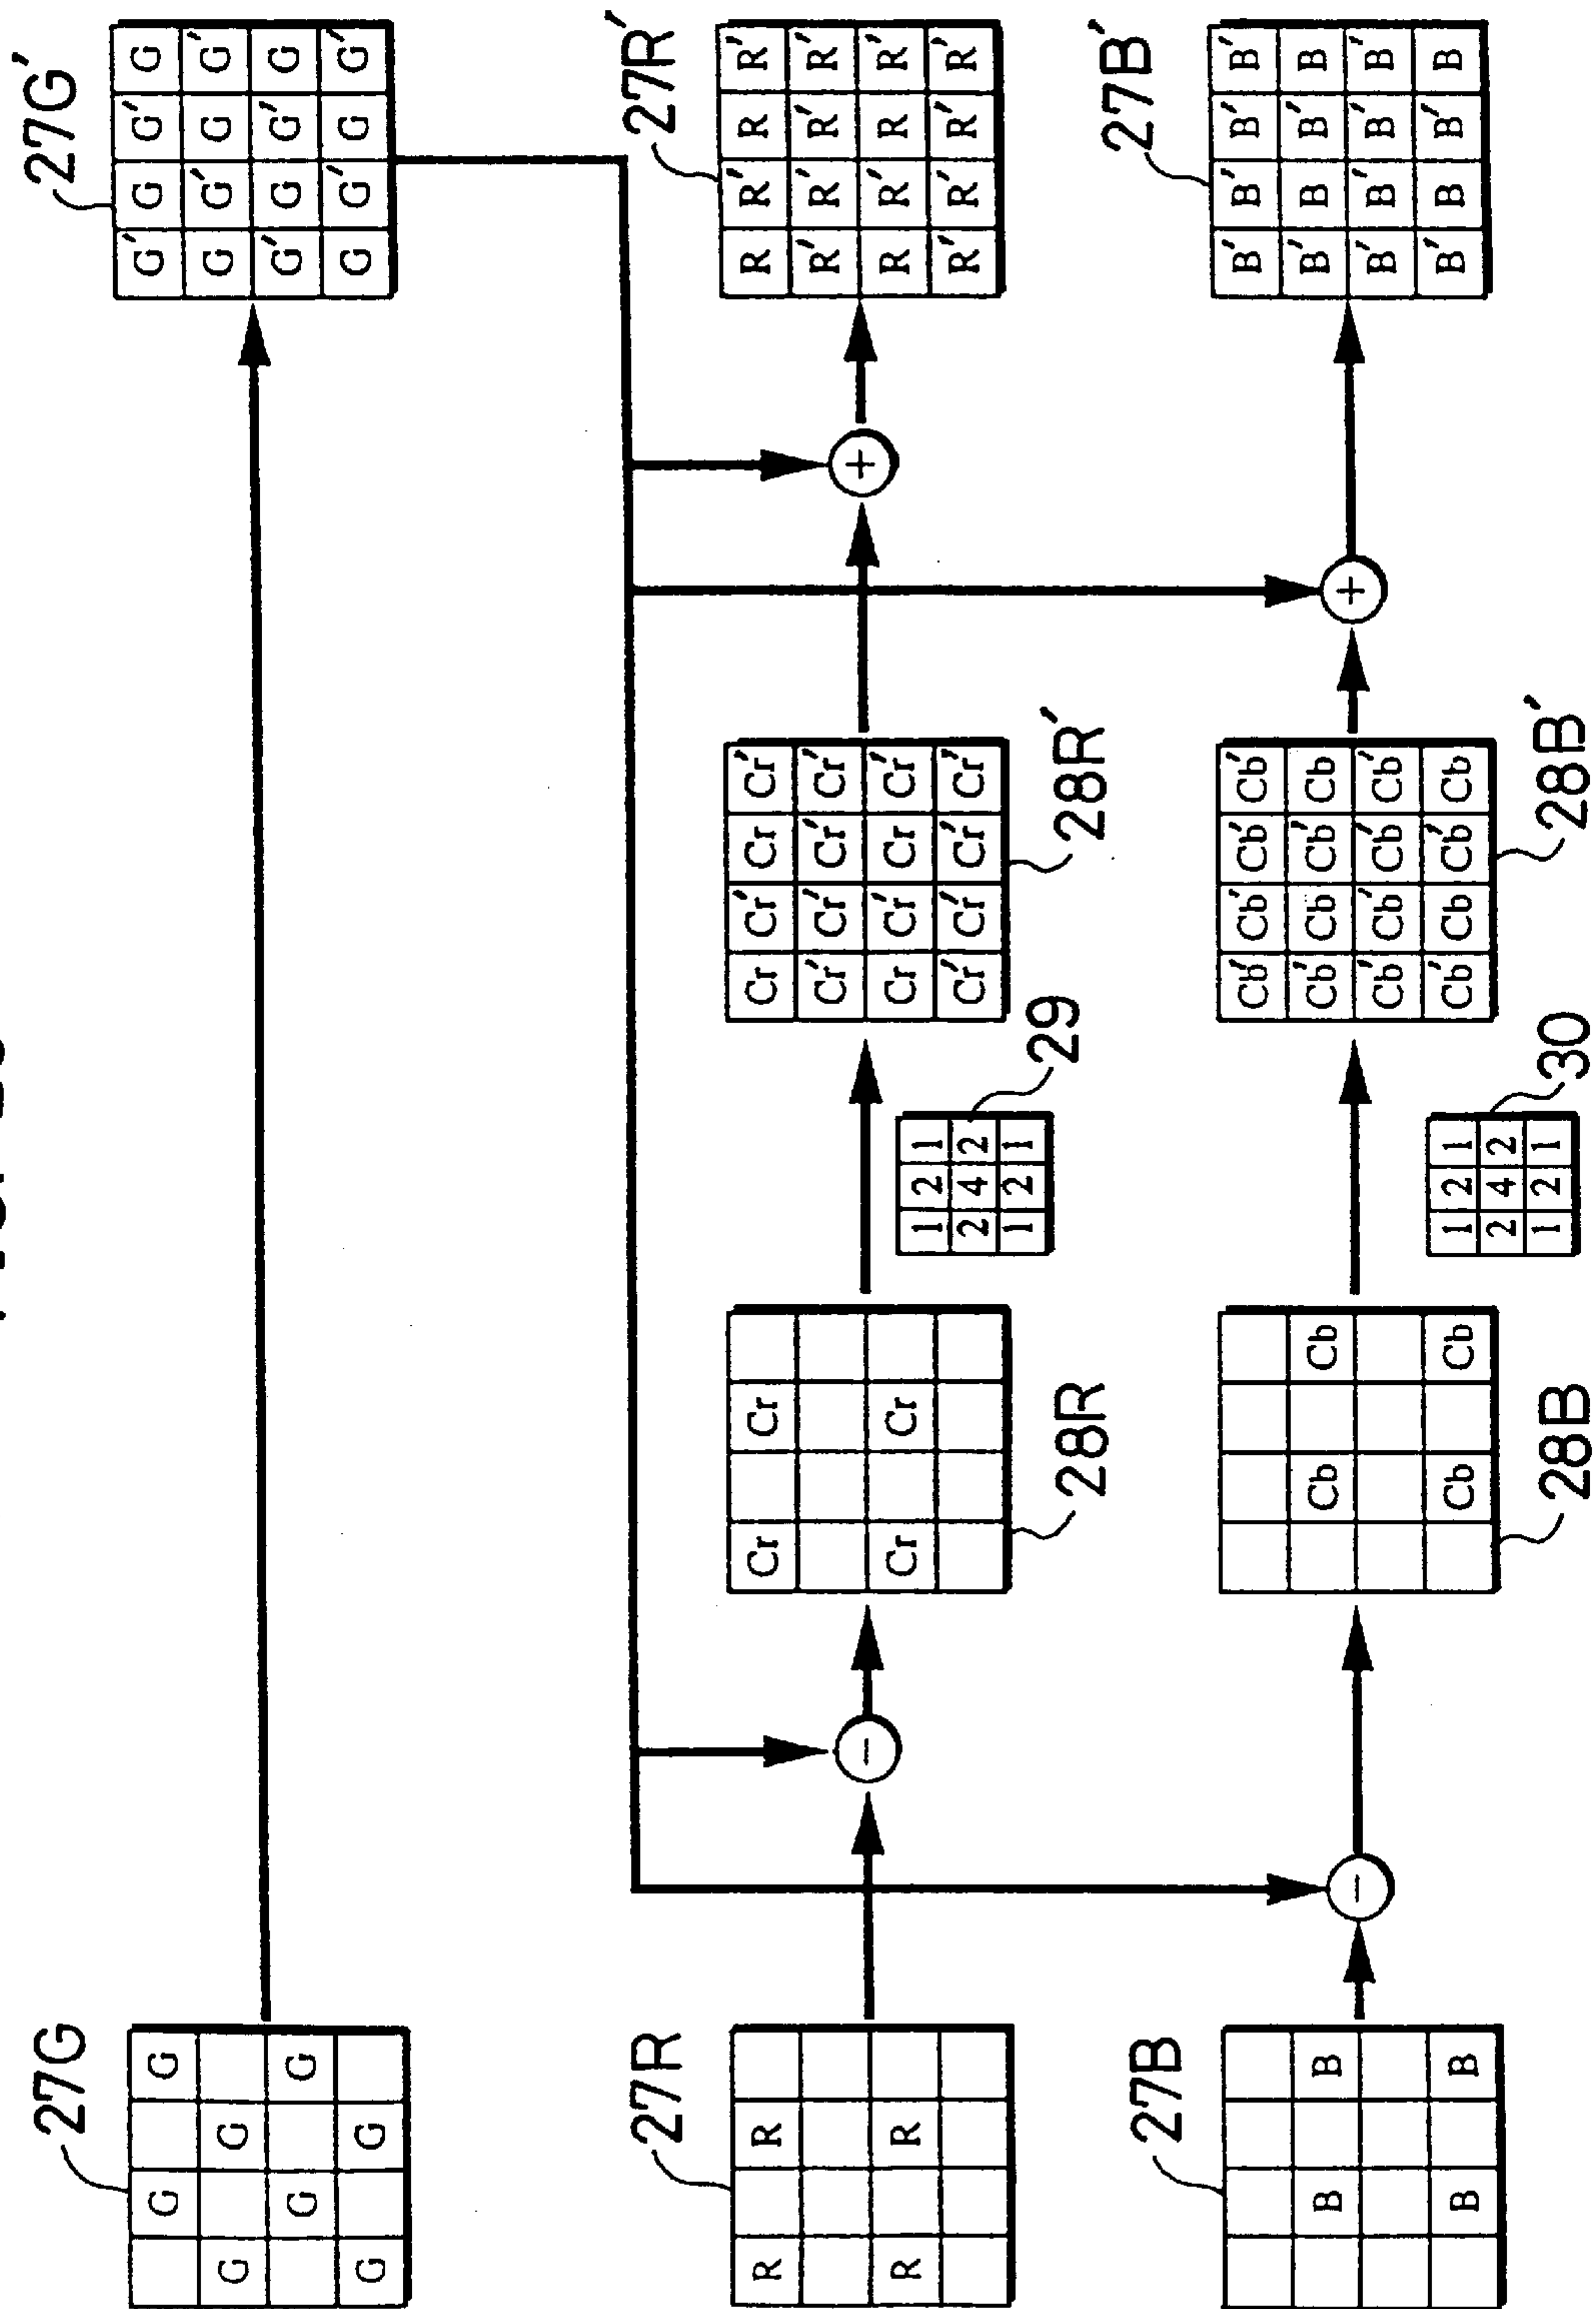 27G
G G
G G
G G
G G
27G'
G' G G' G
G G' G G'
G' G G' G
G G' G G'
27R
R R
R R
−
Cr Cr
Cr Cr
28R
1 2 1
2 4 2
1 2 1
29
Cr Cr' Cr Cr'
Cr' Cr' Cr' Cr'
Cr Cr' Cr Cr'
Cr' Cr' Cr' Cr'
28R'
+
27R'
R R' R R'
R' R' R' R'
R R' R R'
R' R' R' R'
27B
B B
B B
−
Cb Cb
Cb Cb
28B
1 2 1
2 4 2
1 2 1
30
Cb' Cb' Cb' Cb'
Cb' Cb Cb' Cb
Cb' Cb' Cb' Cb'
Cb' Cb Cb' Cb
28B'
+
27B'
B' B' B' B'
B' B B' B
B' B' B' B'
B' B B' B